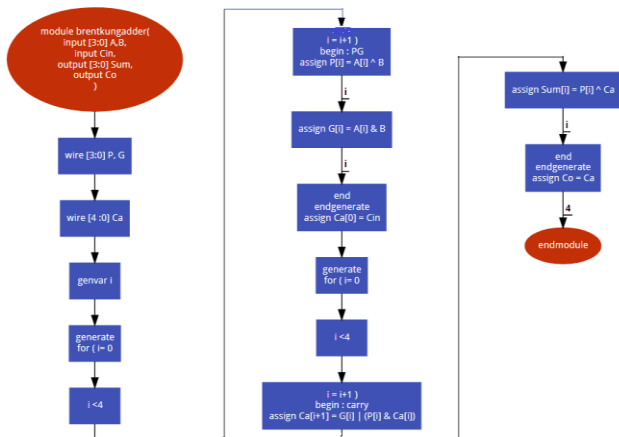 module brentkungadder(
input [3:0] A,B,
input Cin,
output [3:0] Sum,
output Co
)
wire [3:0] P, G
wire [4 :0] Ca
genvar i
generate
for ( i= 0
i <4
i = i+1 )
begin : PG
assign P[i] = A[i] ^ B
i
assign G[i] = A[i] & B
i
end
endgenerate
assign Ca[0] = Cin
generate
for ( i= 0
i <4
i = i+1 )
begin : carry
assign Ca[i+1] = G[i] | (P[i] & Ca[i])
assign Sum[i] = P[i] ^ Ca
i
end
endgenerate
assign Co = Ca
4
endmodule